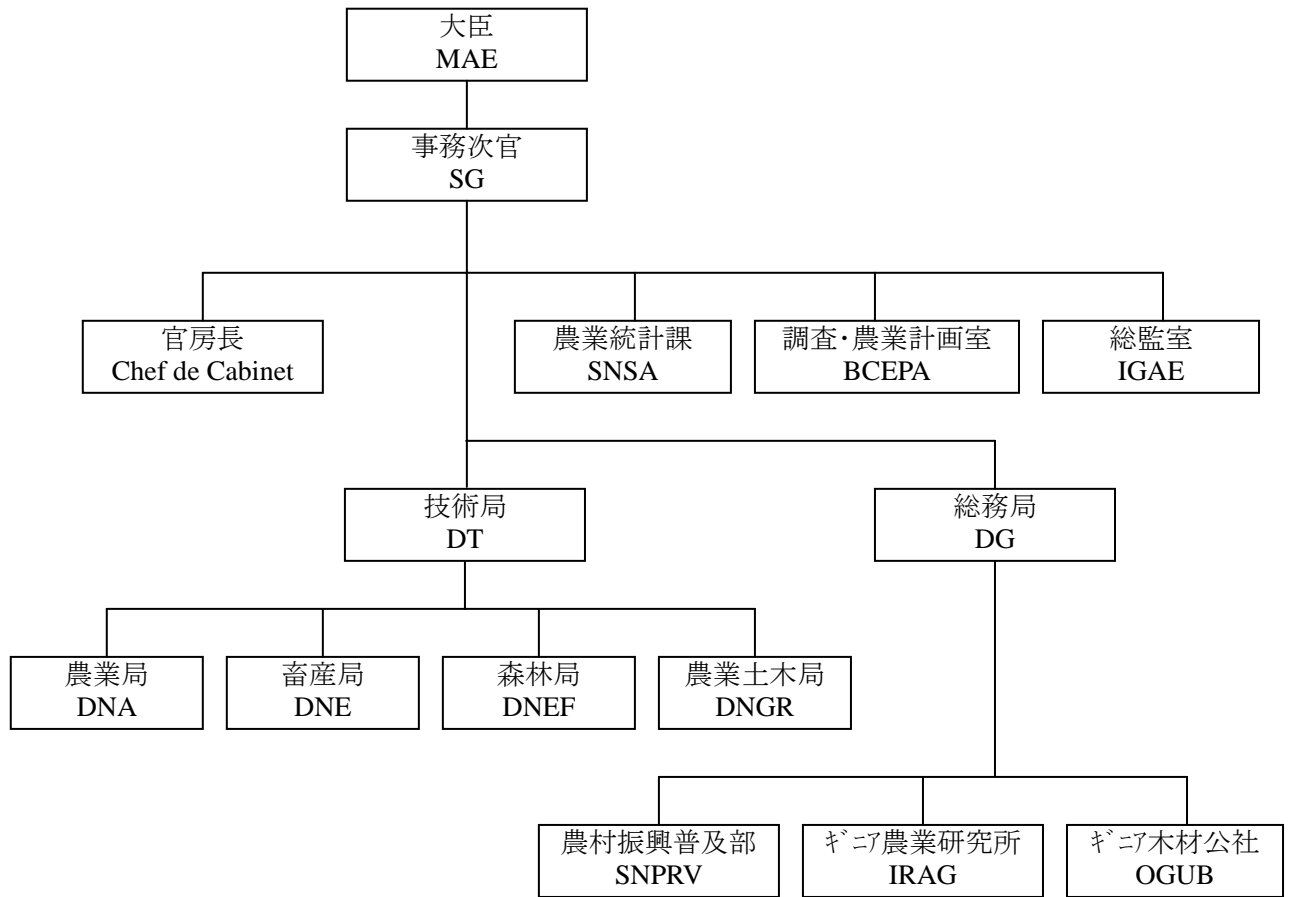 大臣
MAE
事務次官
SG
官房長
Chef de Cabinet
農業統計課
SNSA
調査・農業計画室
BCEPA
総監室
IGAE
技術局
DT
総務局
DG
農業局
DNA
畜産局
DNE
森林局
DNEF
農業土木局
DNGR
農村振興普及部
SNPRV
ｷﾞﾆｱ農業研究所
IRAG
ｷﾞﾆｱ木材公社
OGUB